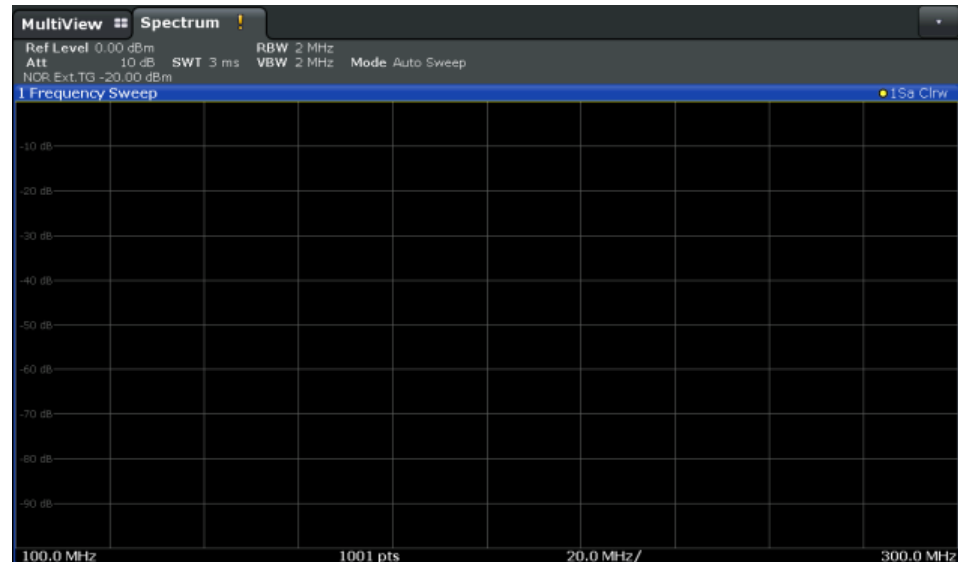 MultiView Spectrum !
Ref Level 0.00 dBm RBW 2 MHz
Att 10 dB SWT 3 ms VBW 2 MHz Mode Auto Sweep
NOR Ext.TG -20.00 dBm
1 Frequency Sweep 1Sa Clrw
-10 dB
-20 dB
-30 dB
-40 dB
-50 dB
-60 dB
-70 dB
-80 dB
-90 dB
100.0 MHz 1001 pts 20.0 MHz/ 300.0 MHz